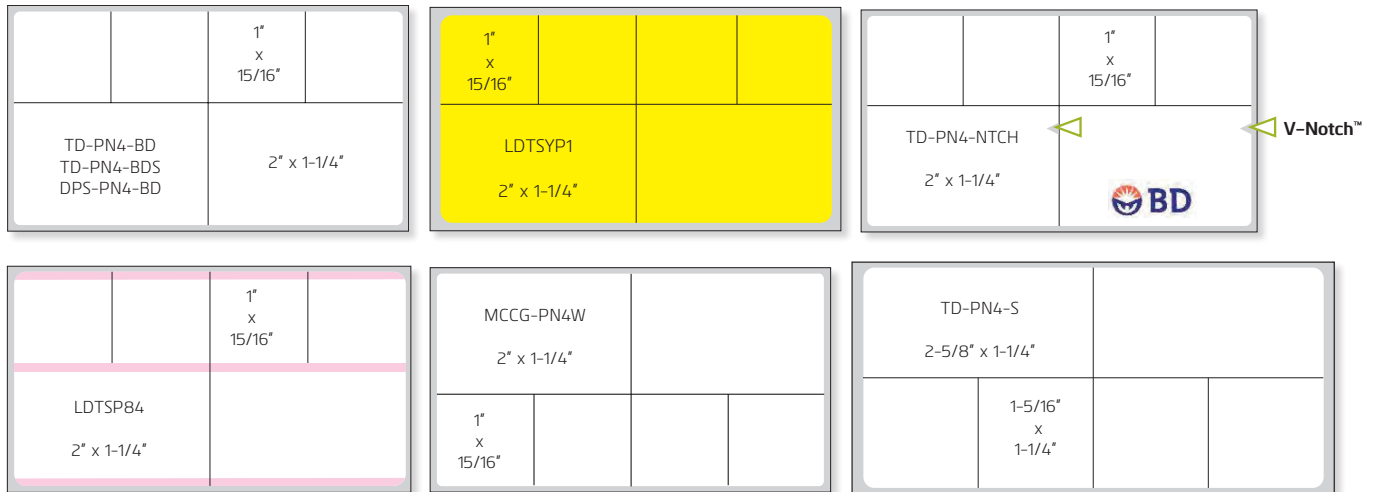 1"
x
15/16"
TD-PN4-BD
TD-PN4-BDS
DPS-PN4-BD
2" x 1-1/4"
1"
x
15/16"
LDTSYP1
2" x 1-1/4"
1"
x
15/16"
TD-PN4-NTCH
2" x 1-1/4"
V-Notch™
BD
1"
x
15/16"
LDTSP84
2" x 1-1/4"
MCCG-PN4W
2" x 1-1/4"
1"
x
15/16"
TD-PN4-S
2-5/8" x 1-1/4"
1-5/16"
x
1-1/4"